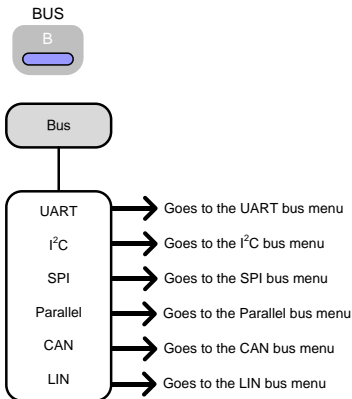 BUS
B
Bus
UART Goes to the UART bus menu
I²C Goes to the I²C bus menu
SPI Goes to the SPI bus menu
Parallel Goes to the Parallel bus menu
CAN Goes to the CAN bus menu
LIN Goes to the LIN bus menu